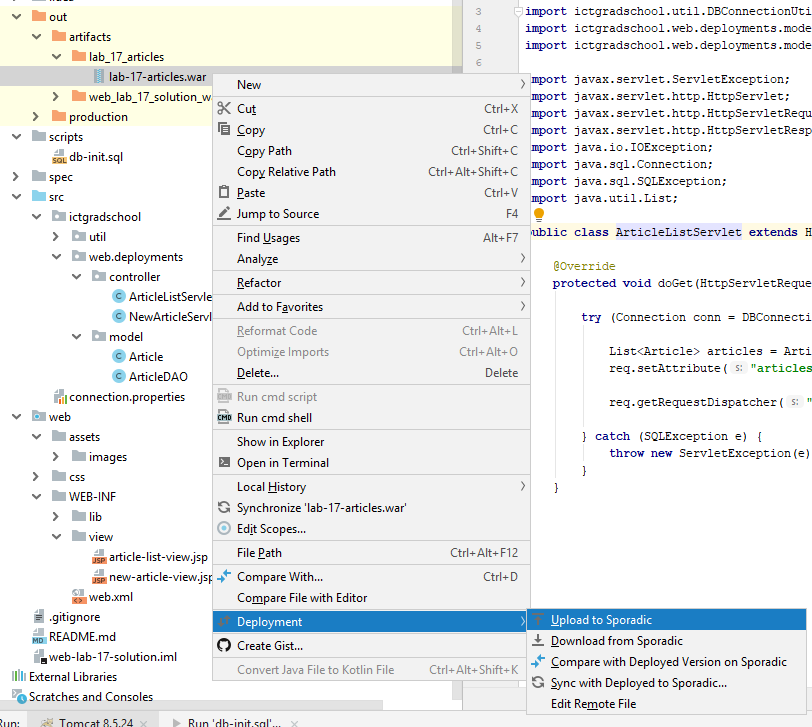 out
artifacts
lab_17_articles
lab-17-articles.war
web_lab_17_solution_w
production
scripts
db-init.sql
spec
src
ictgradschool
util
web.deployments
controller
ArticleListServle
NewArticleServl
model
Article
ArticleDAO
connection.properties
web
assets
images
css
WEB-INF
lib
view
article-list-view.jsp
new-article-view.jsp
web.xml
.gitignore
README.md
web-lab-17-solution.iml
External Libraries
Scratches and Consoles
Run:
Tomcat 8.5.24
Run 'db-init.sql'...
New
Cut Ctrl+X
Copy Ctrl+C
Copy Path Ctrl+Shift+C
Copy Relative Path Ctrl+Alt+Shift+C
Paste Ctrl+V
Jump to Source F4
Find Usages Alt+F7
Analyze
Refactor
Add to Favorites
Reformat Code Ctrl+Alt+L
Optimize Imports Ctrl+Alt+O
Delete... Delete
Run cmd script
Run cmd shell
Show in Explorer
Open in Terminal
Local History
Synchronize 'lab-17-articles.war'
Edit Scopes...
File Path Ctrl+Alt+F12
Compare With... Ctrl+D
Compare File with Editor
Deployment
Create Gist...
Convert Java File to Kotlin File Ctrl+Alt+Shift+K
Upload to Sporadic
Download from Sporadic
Compare with Deployed Version on Sporadic
Sync with Deployed to Sporadic...
Edit Remote File
3 import ictgradschool.util.DBConnectionUti
4 import ictgradschool.web.deployments.mode
5 import ictgradschool.web.deployments.mode
6
mport javax.servlet.ServletException;
mport javax.servlet.http.HttpServlet;
mport javax.servlet.http.HttpServletReque
mport javax.servlet.http.HttpServletResp
mport java.io.IOException;
mport java.sql.Connection;
mport java.sql.SQLException;
mport java.util.List;
ublic class ArticleListServlet extends H
@Override
protected void doGet(HttpServletReque
try (Connection conn = DBConnecti
List<Article> articles = Arti
req.setAttribute( s: "articles
req.getRequestDispatcher( s: "
} catch (SQLException e) {
throw new ServletException(e)
}
}